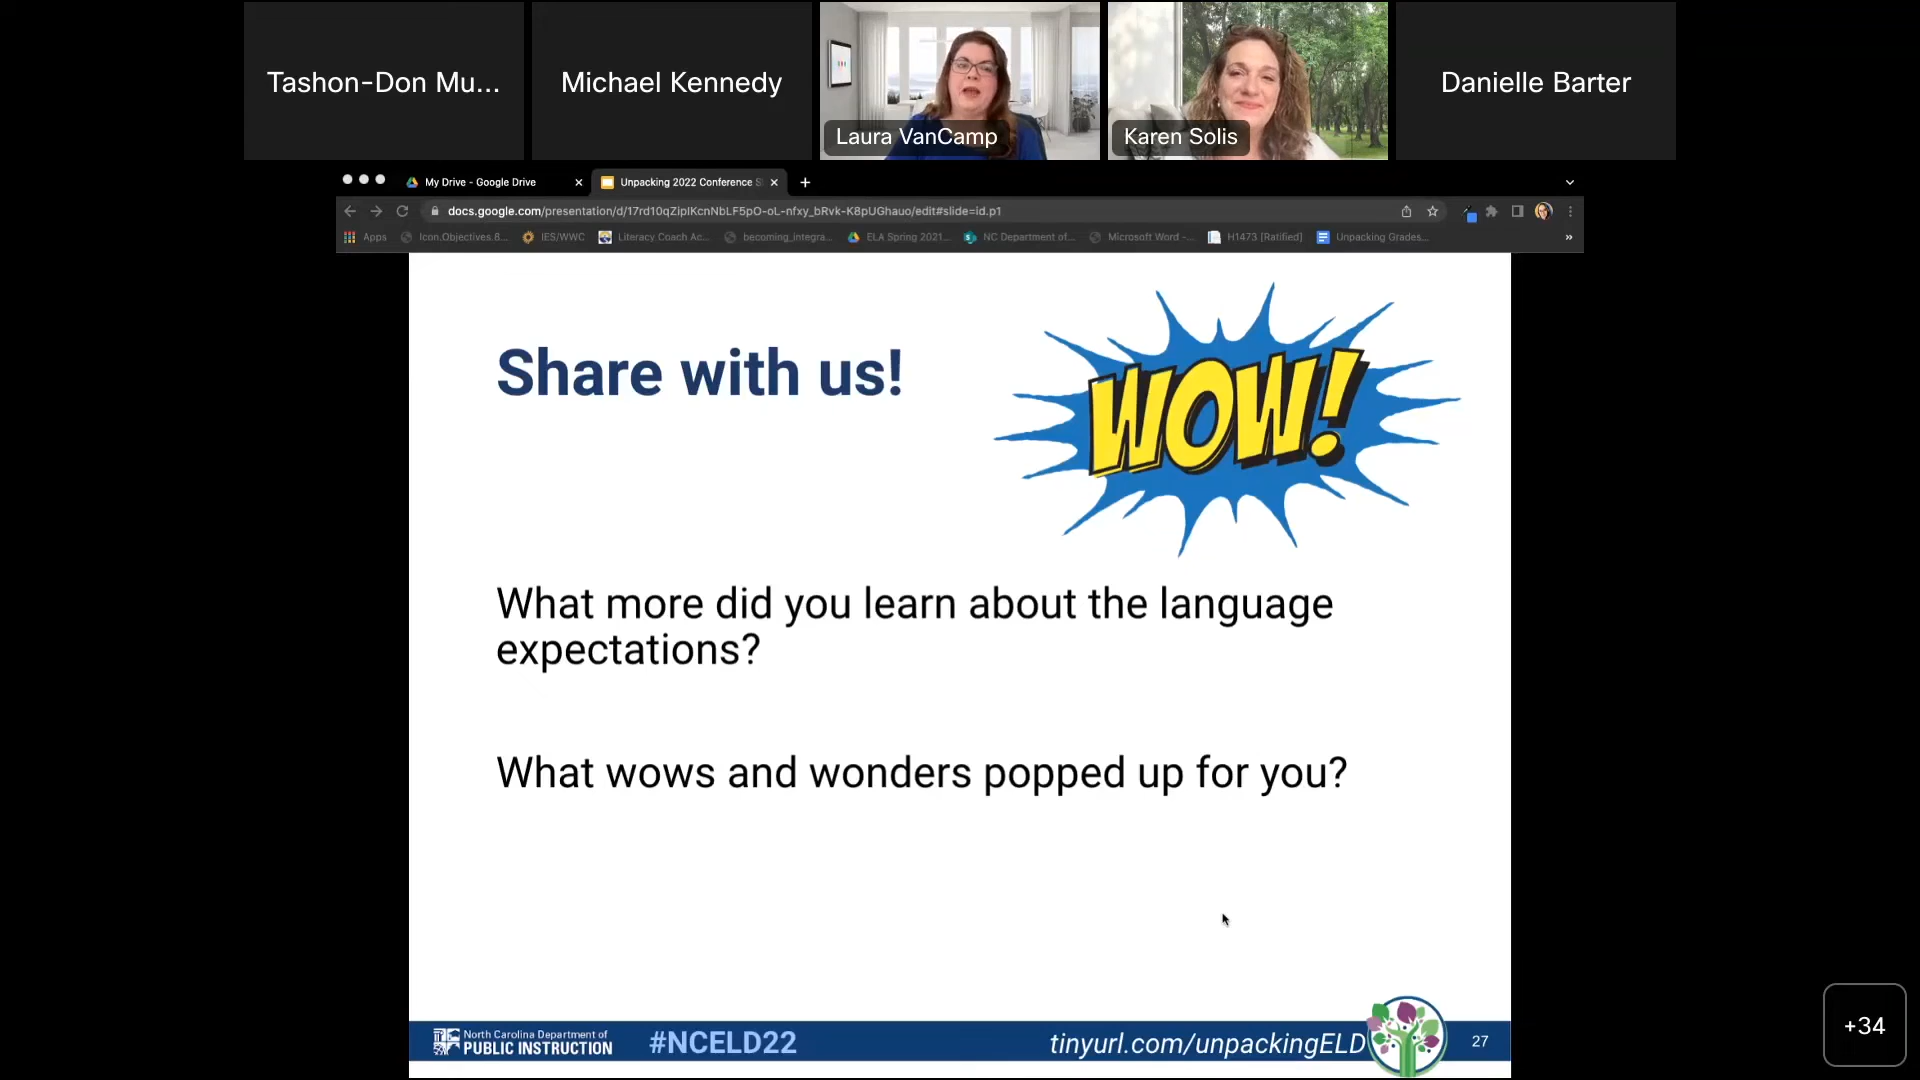 Tashon-Don Mu...
Michael Kennedy
Laura VanCamp
Karen Solis
Danielle Barter
My Drive - Google Drive
Unpacking 2022 Conference S
docs.google.com/presentation/d/17rd10qZiplKcnNbLF5pO-oL-nfxy_bRvk-K8pUGhauo/edit#slide=id.p1
Apps
Icon.Objectives.8...
IES/WWC
Literacy Coach Ac...
becoming_integra...
ELA Spring 2021...
NC Department of...
Microsoft Word -...
H1473 [Ratified]
Unpacking Grades...
»
Share with us!
WOW!
What more did you learn about the language
expectations?
What wows and wonders popped up for you?
North Carolina Department of
PUBLIC INSTRUCTION
#NCELD22
tinyurl.com/unpackingELD
27
+34